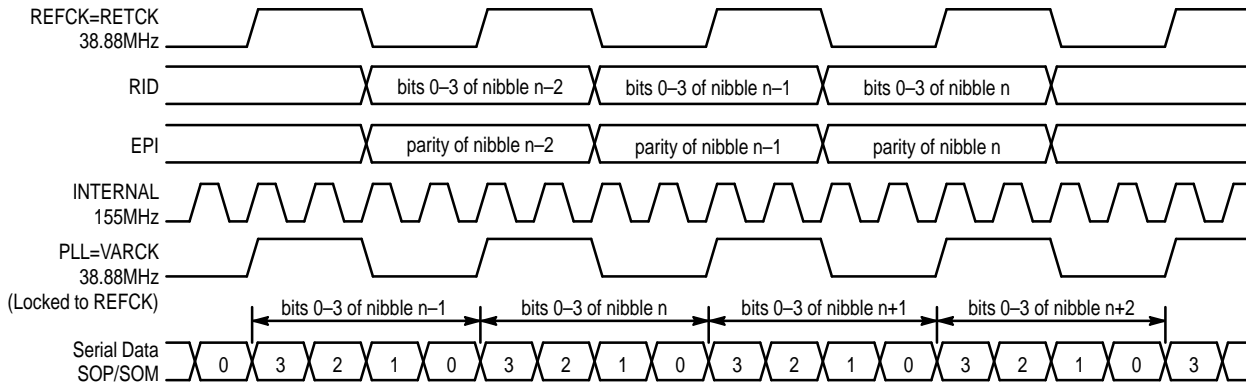 REFCK=RETCK
38.88MHz
RID
bits 0–3 of nibble n–2
bits 0–3 of nibble n–1
bits 0–3 of nibble n
EPI
parity of nibble n–2
parity of nibble n–1
parity of nibble n
INTERNAL
155MHz
PLL=VARCK
38.88MHz
(Locked to REFCK)
bits 0–3 of nibble n–1
bits 0–3 of nibble n
bits 0–3 of nibble n+1
bits 0–3 of nibble n+2
Serial Data
SOP/SOM
0 3 2 1 0 3 2 1 0 3 2 1 0 3 2 1 0 3